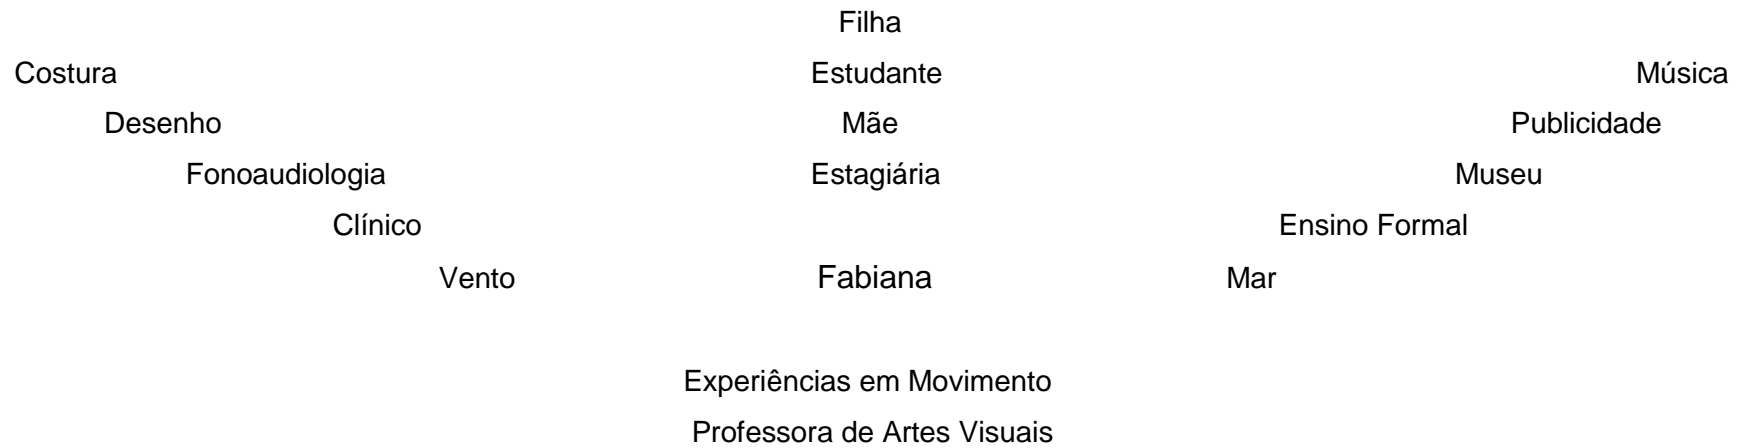 Filha
Costura Estudante Música
Desenho Mãe Publicidade
Fonoaudiologia Estagiária Museu
Clínico Ensino Formal
Vento Fabiana Mar
Experiências em Movimento
Professora de Artes Visuais